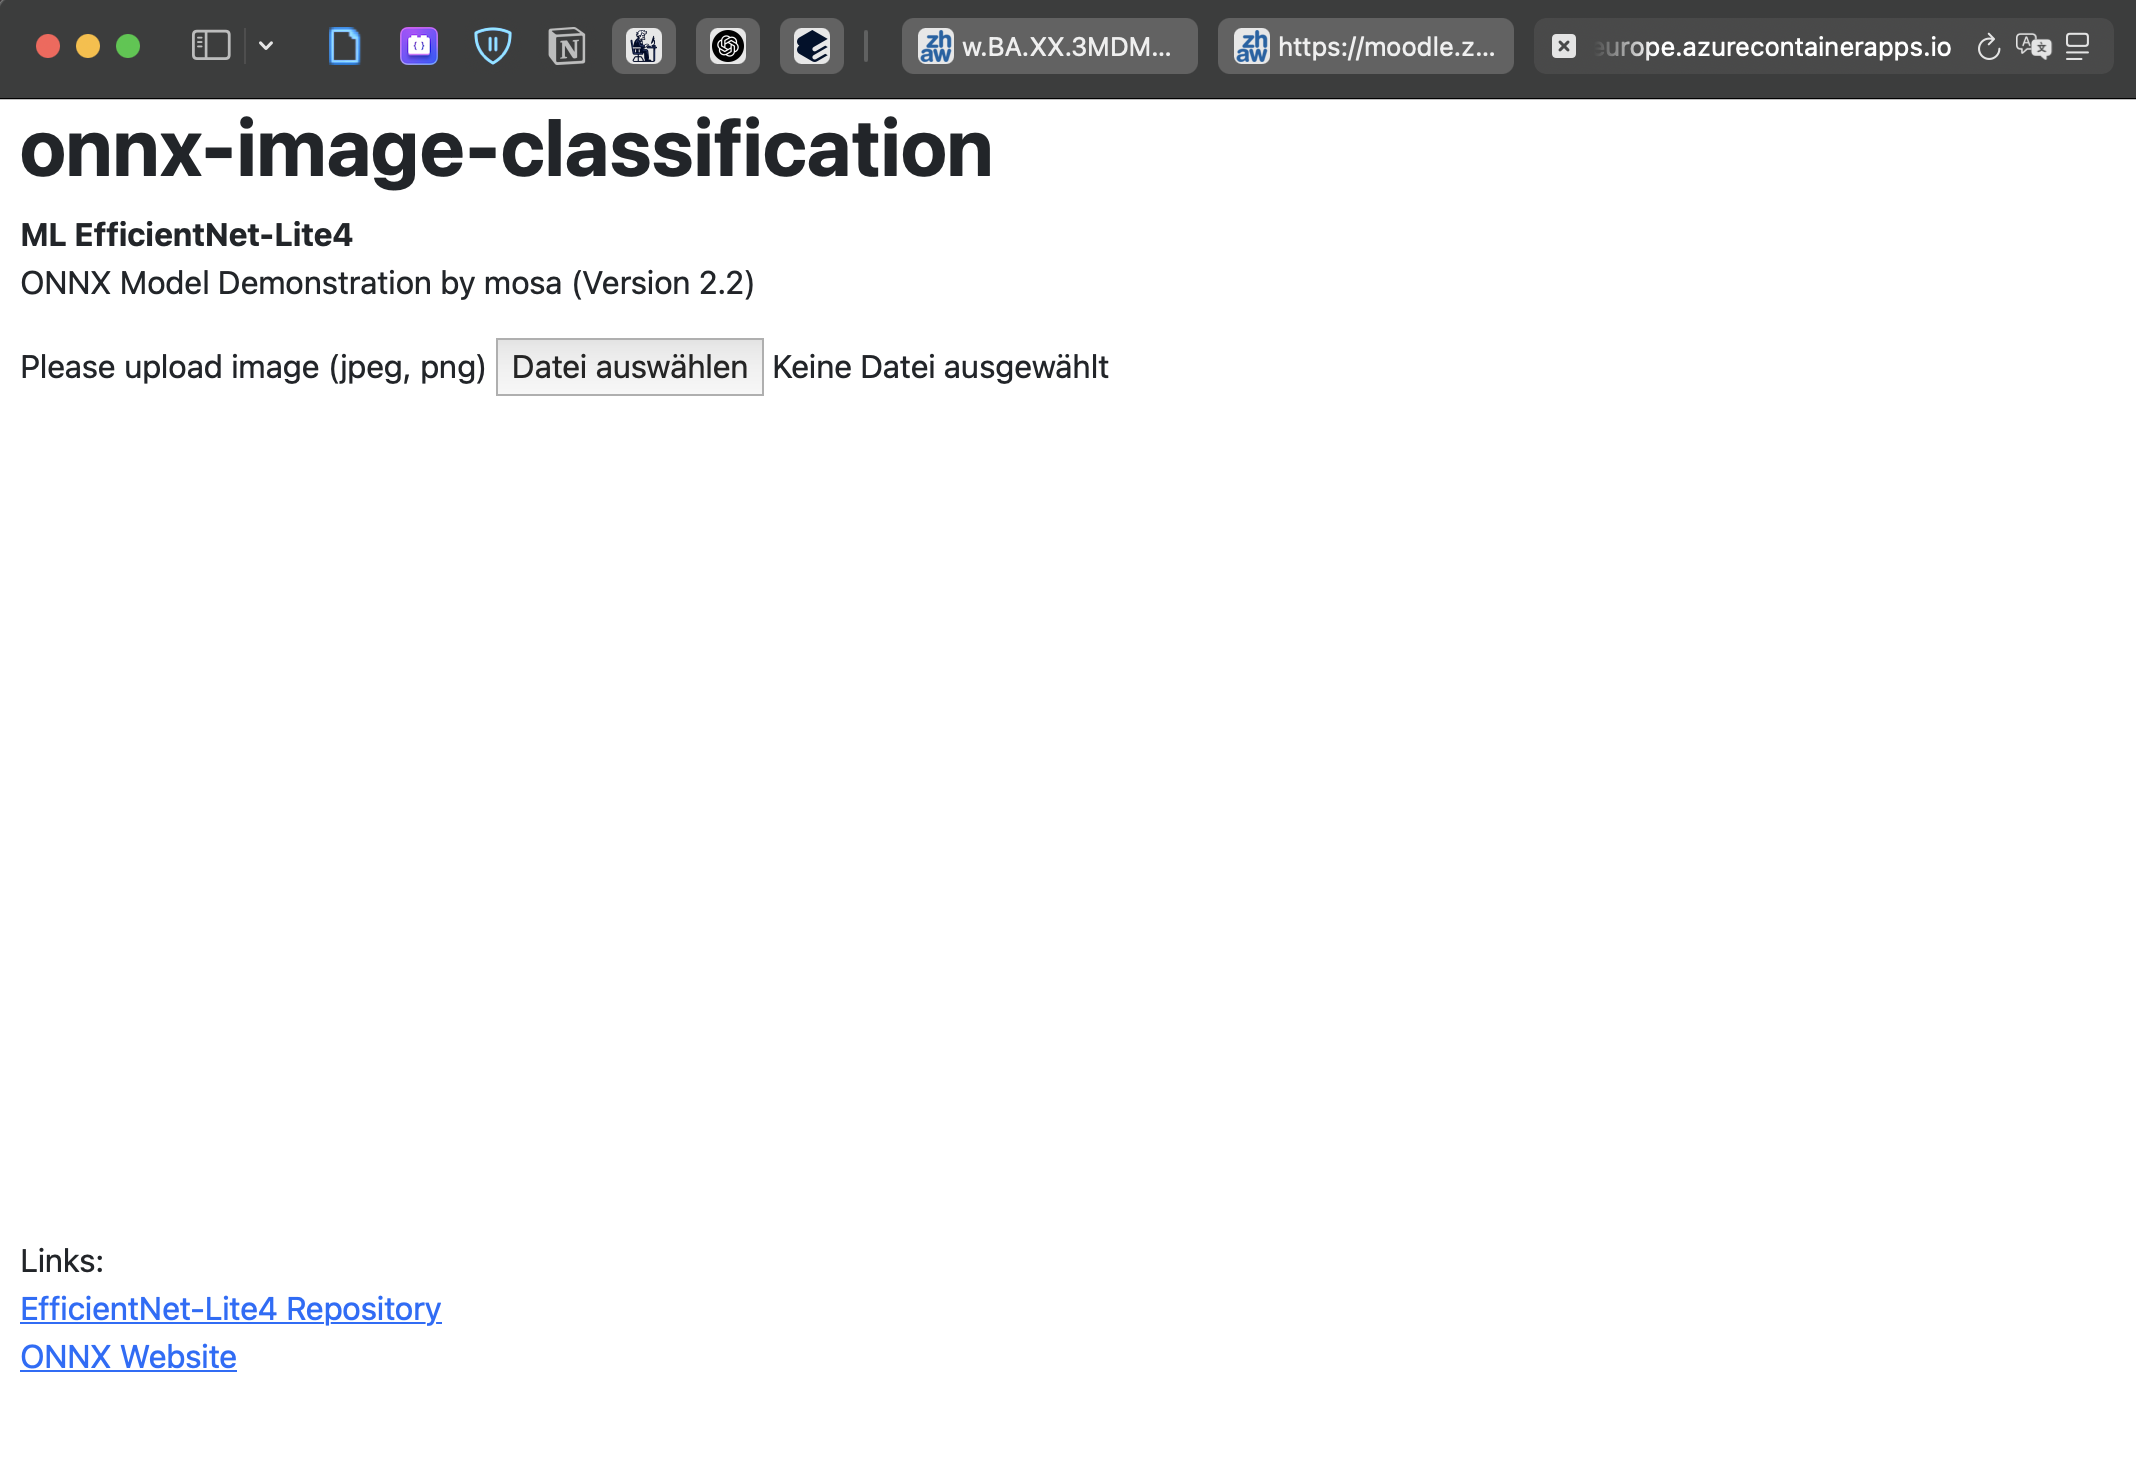 zh aw w.BA.XX.3MDM... zh aw https://moodle.z... europe.azurecontainerapps.io
onnx-image-classification
ML EfficientNet-Lite4
ONNX Model Demonstration by mosa (Version 2.2)
Please upload image (jpeg, png) Datei auswählen Keine Datei ausgewählt
Links:
EfficientNet-Lite4 Repository
ONNX Website